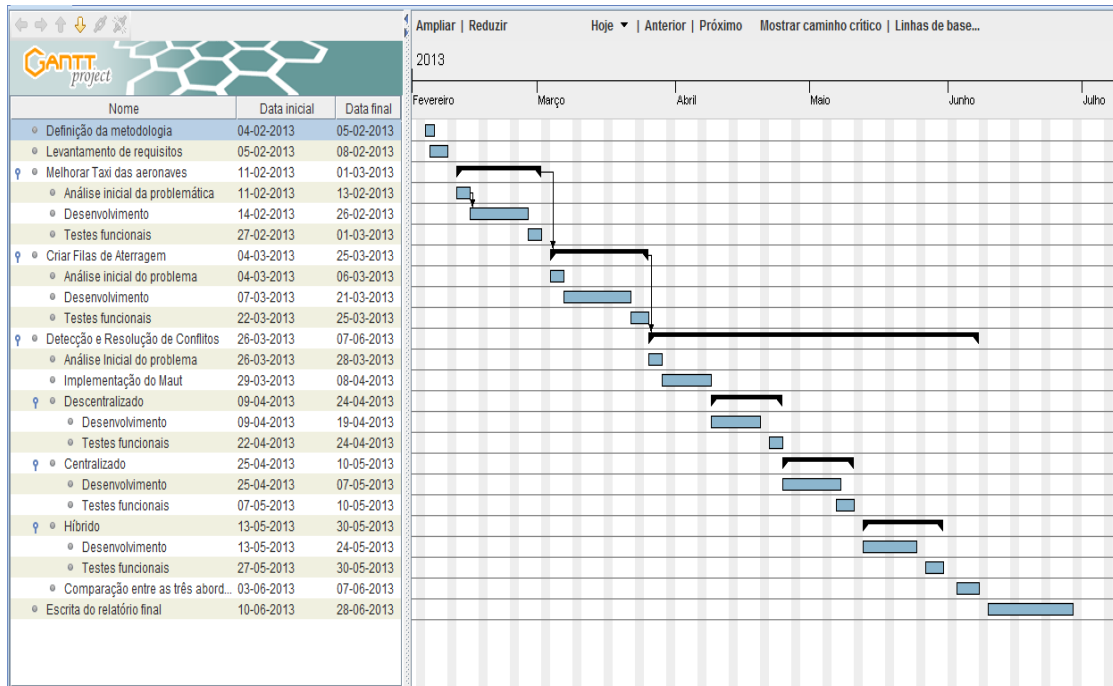 Ampliar | Reduzir Hoje ▼ | Anterior | Próximo Mostrar caminho crítico | Linhas de base...
GANTT project
2013
Fevereiro Março Abril Maio Junho Julho
Nome Data inicial Data final
Definição da metodologia 04-02-2013 05-02-2013
Levantamento de requisitos 05-02-2013 08-02-2013
Melhorar Taxi das aeronaves 11-02-2013 01-03-2013
Análise inicial da problemática 11-02-2013 13-02-2013
Desenvolvimento 14-02-2013 26-02-2013
Testes funcionais 27-02-2013 01-03-2013
Criar Filas de Aterragem 04-03-2013 25-03-2013
Análise inicial do problema 04-03-2013 06-03-2013
Desenvolvimento 07-03-2013 21-03-2013
Testes funcionais 22-03-2013 25-03-2013
Detecção e Resolução de Conflitos 26-03-2013 07-06-2013
Análise Inicial do problema 26-03-2013 28-03-2013
Implementação do Maut 29-03-2013 08-04-2013
Descentralizado 09-04-2013 24-04-2013
Desenvolvimento 09-04-2013 19-04-2013
Testes funcionais 22-04-2013 24-04-2013
Centralizado 25-04-2013 10-05-2013
Desenvolvimento 25-04-2013 07-05-2013
Testes funcionais 07-05-2013 10-05-2013
Híbrido 13-05-2013 30-05-2013
Desenvolvimento 13-05-2013 24-05-2013
Testes funcionais 27-05-2013 30-05-2013
Comparação entre as três abord... 03-06-2013 07-06-2013
Escrita do relatório final 10-06-2013 28-06-2013